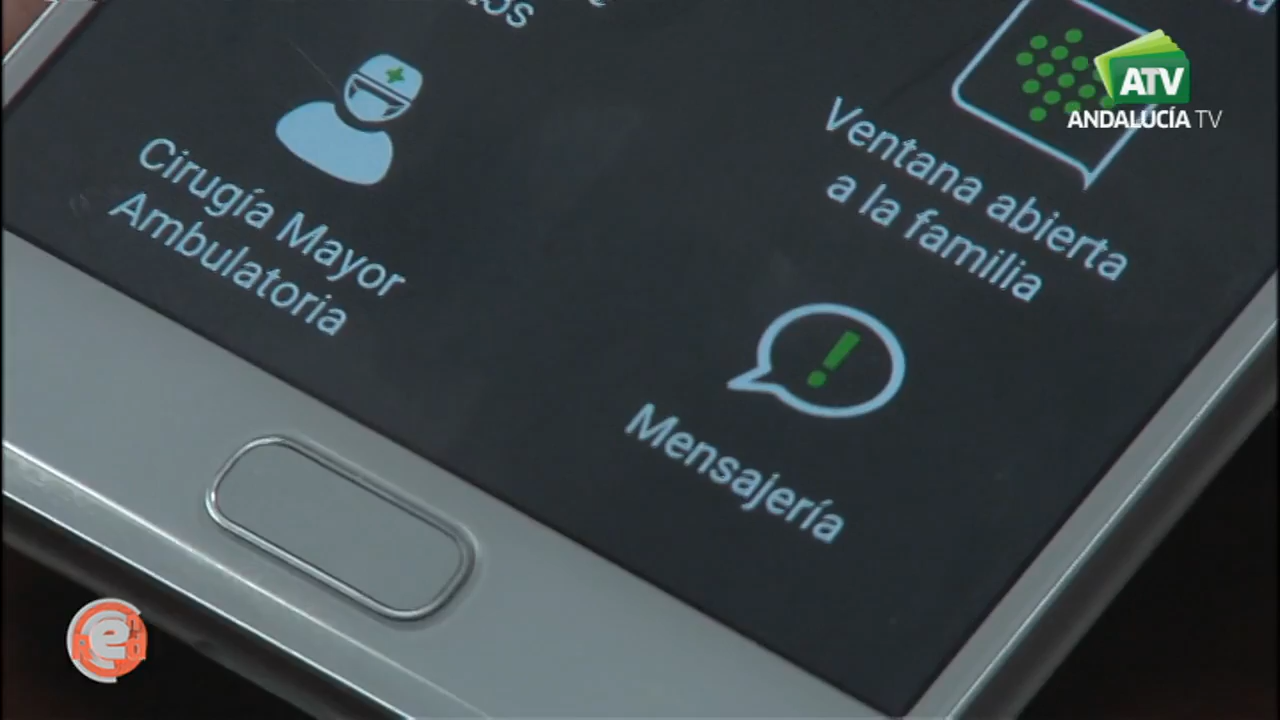 Cirugía Mayor
Ambulatoria
Ventana abierta
a la familia
Mensajería
ATV
ANDALUCÍA TV